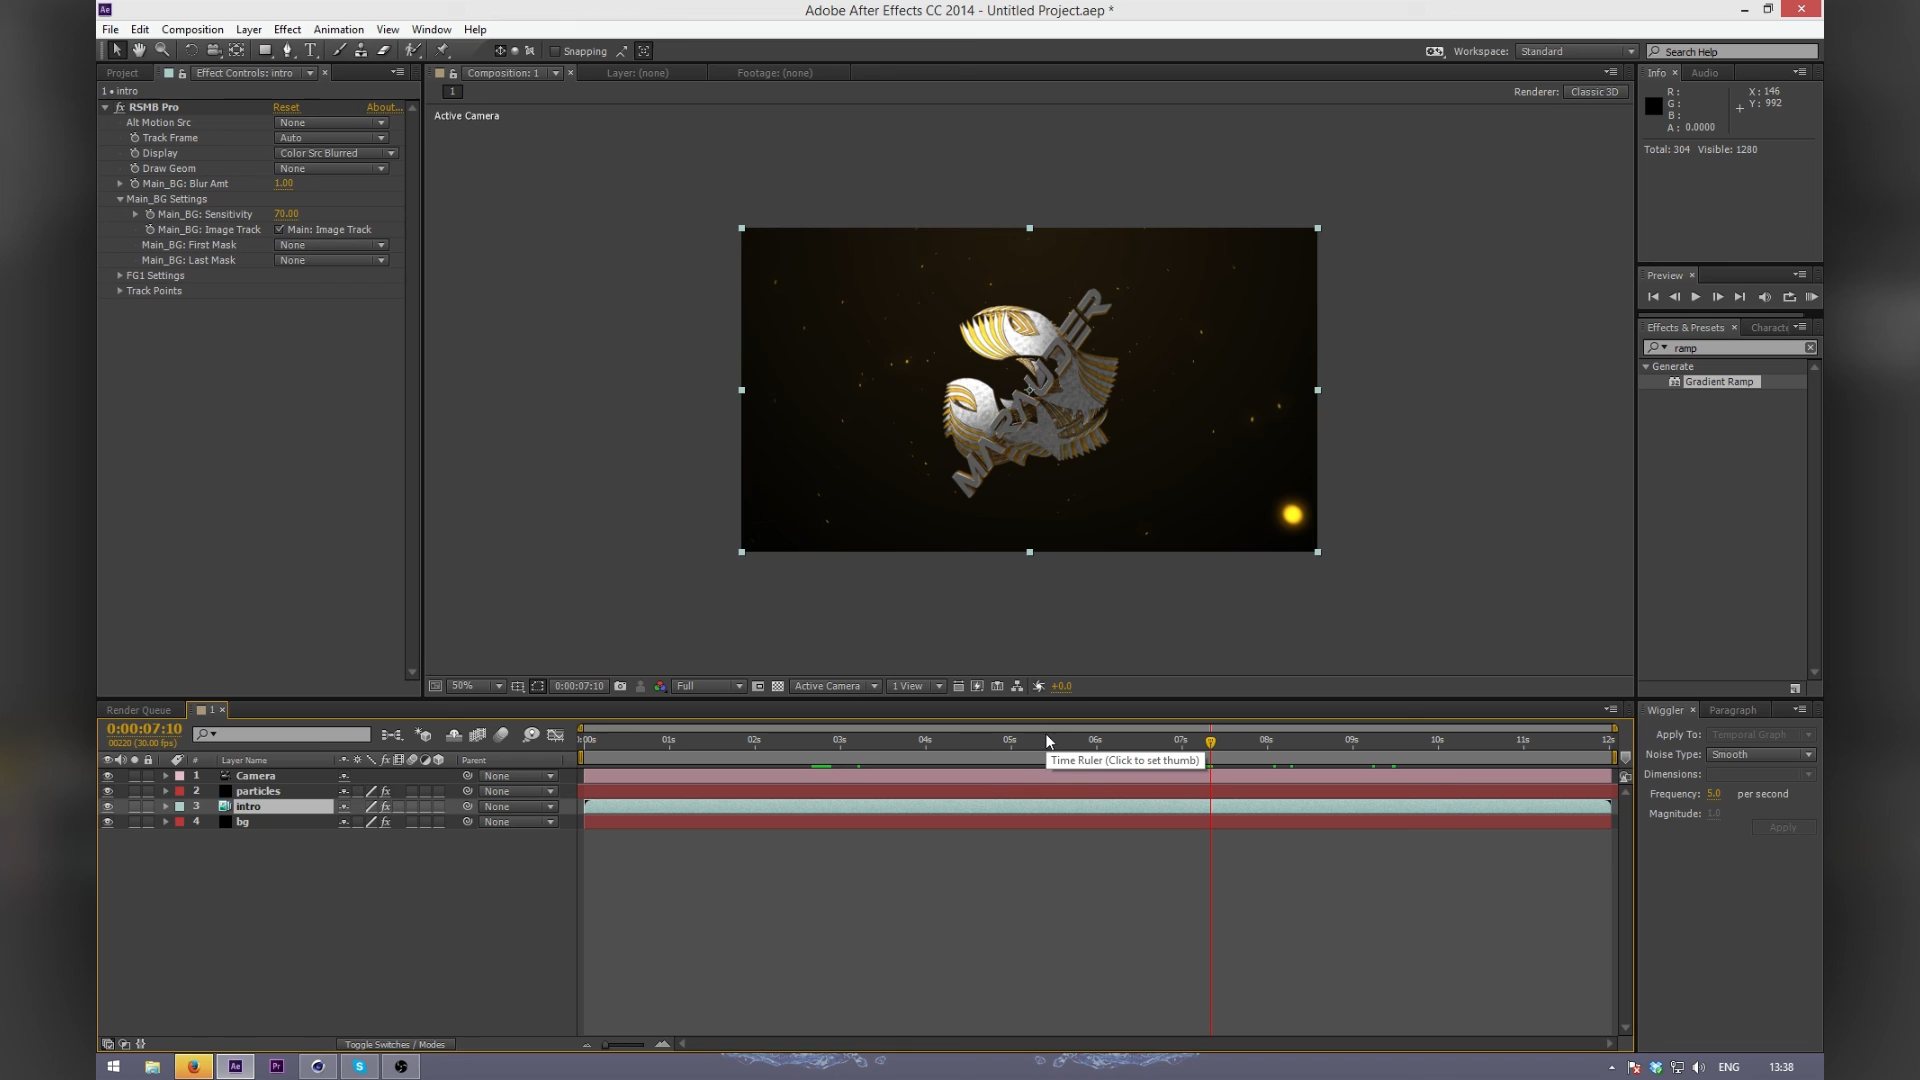 Ae
Adobe After Effects CC 2014 - Untitled Project.aep *
File Edit Composition Layer Effect Animation View Window Help
Snapping
Workspace: Standard
Search Help
Project
Effect Controls: intro
Composition: 1
Layer: (none)
Footage: (none)
Info
Audio
1 • intro
1
Renderer: Classic 3D
fx RSMB Pro Reset About...
Alt Motion Src None
Track Frame Auto
Display Color Src Blurred
Draw Geom None
Main_BG: Blur Amt 1.00
Main_BG Settings
Main_BG: Sensitivity 70.00
Main_BG: Image Track Main: Image Track
Main_BG: First Mask None
Main_BG: Last Mask None
FG1 Settings
Track Points
Active Camera
MARAUDER
R:
G:
B:
A: 0.0000
X: 146
Y: 992
Total: 304 Visible: 1280
Preview
Effects & Presets
Characte
ramp
Generate
Gradient Ramp
50%
0:00:07:10
Full
Active Camera
1 View
+0.0
Render Queue
1
0:00:07:10
00220 (30.00 fps)
01s 02s 03s 04s 05s 06s 07s 08s 09s 10s 11s 12s
# Layer Name fx Parent
Time Ruler (Click to set thumb)
1 Camera None
2 particles fx None
3 intro fx None
4 bg fx None
Wiggler
Paragraph
Apply To: Temporal Graph
Noise Type: Smooth
Dimensions:
Frequency: 5.0 per second
Magnitude: 1.0
Apply
Toggle Switches / Modes
Ae
Pr
S
ENG
13:38